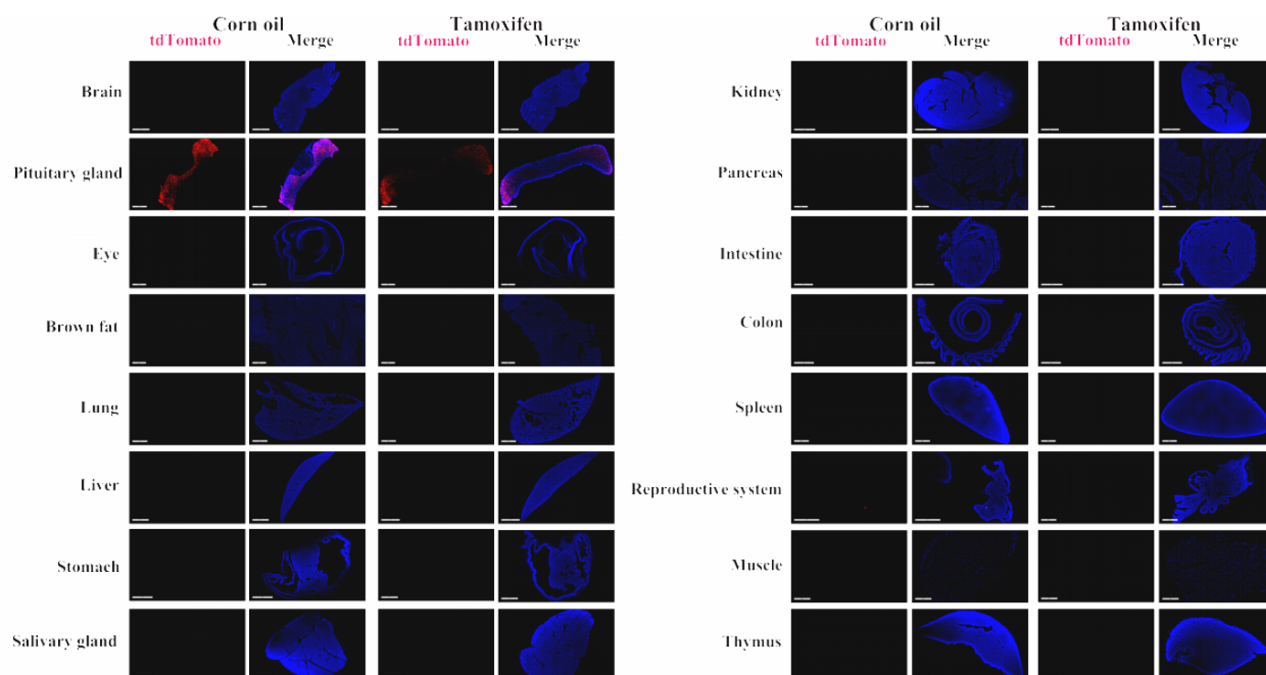 Corn oil Tamoxifen
tdTomato Merge tdTomato Merge
Brain
Pituitary gland
Eye
Brown fat
Lung
Liver
Stomach
Salivary gland
Corn oil Tamoxifen
tdTomato Merge tdTomato Merge
Kidney
Pancreas
Intestine
Colon
Spleen
Reproductive system
Muscle
Thymus